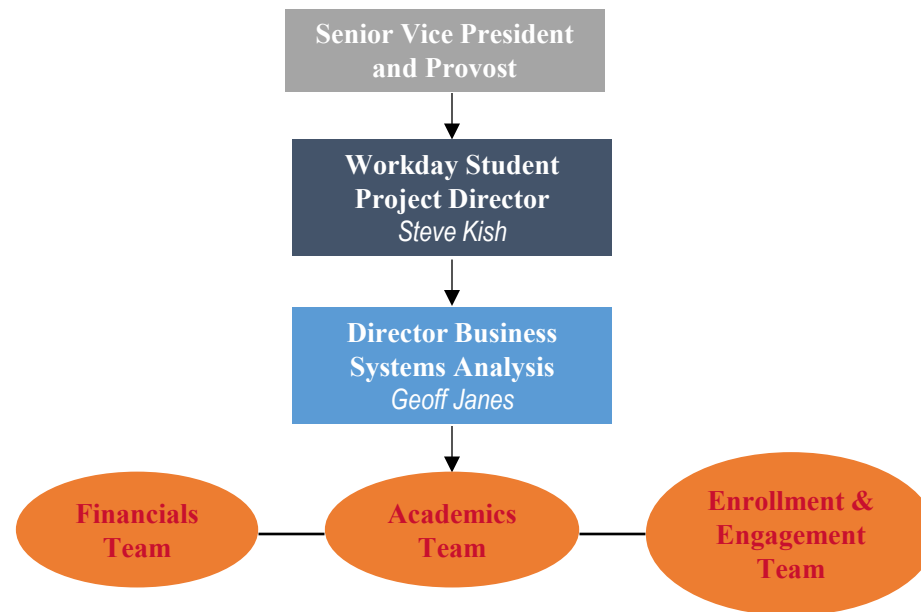 Senior Vice President
and Provost
Workday Student
Project Director
Steve Kish
Director Business
Systems Analysis
Geoff Janes
Financials
Team
Academics
Team
Enrollment &
Engagement
Team